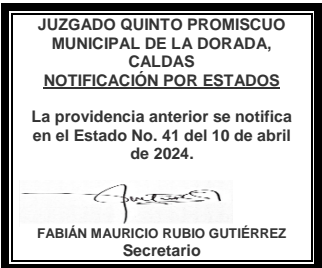 JUZGADO QUINTO PROMISCUO
MUNICIPAL DE LA DORADA,
CALDAS
NOTIFICACIÓN POR ESTADOS
La providencia anterior se notifica
en el Estado No. 41 del 10 de abril
de 2024.
FABIÁN MAURICIO RUBIO GUTIÉRREZ
Secretario